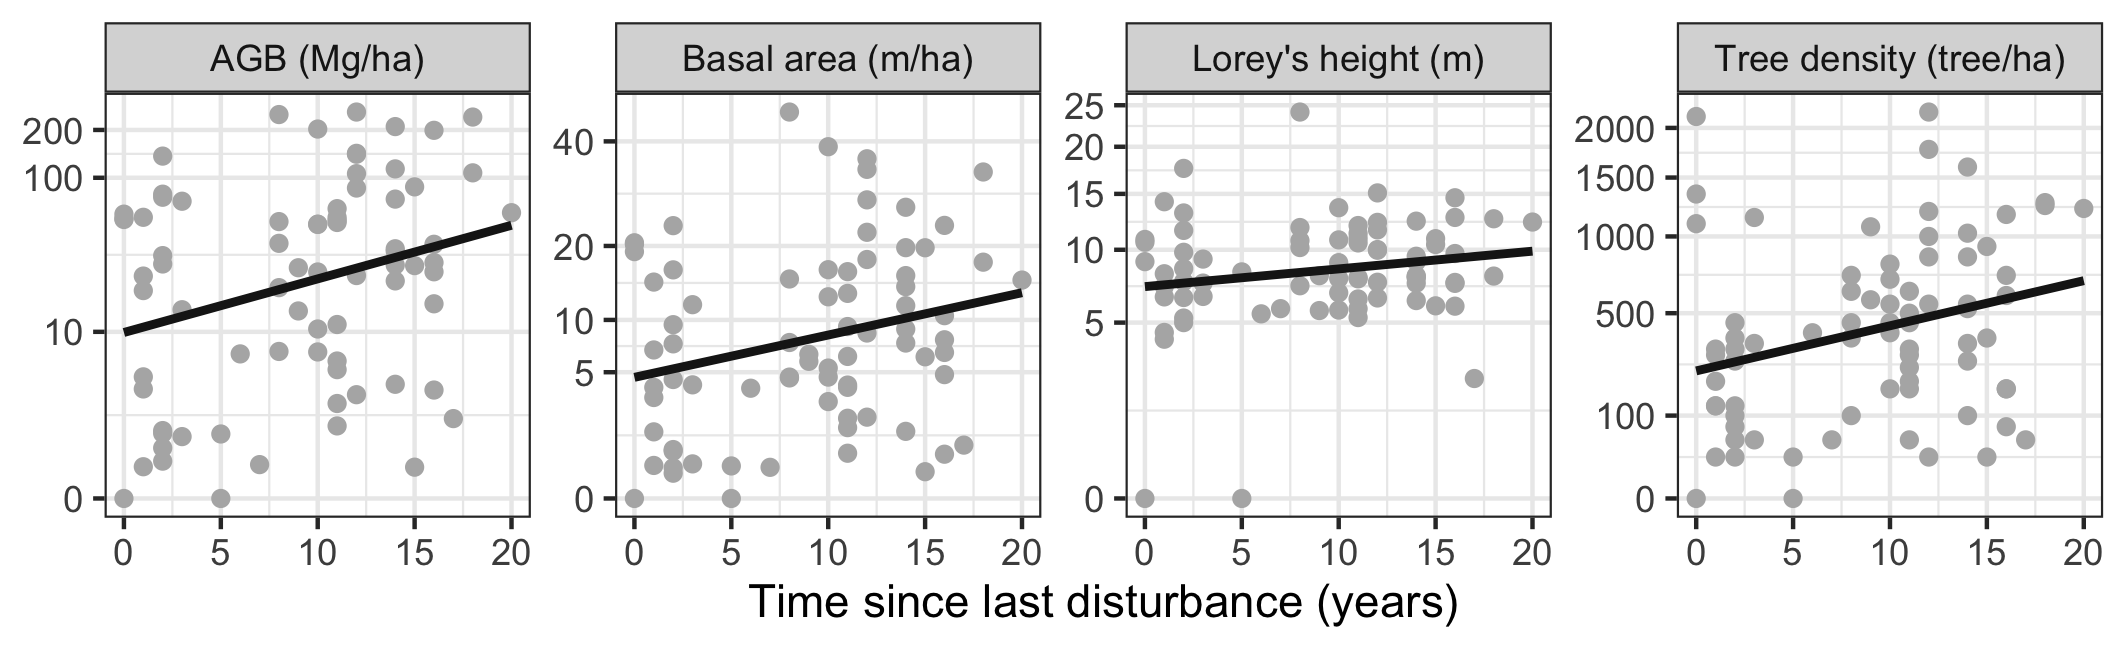 AGB (Mg/ha)
Basal area (m/ha)
Lorey's height (m)
Tree density (tree/ha)
200
100
10
0
0 5 10 15 20
40
20
10
5
0
0 5 10 15 20
25
20
15
10
5
0
0 5 10 15 20
2000
1500
1000
500
100
0
0 5 10 15 20
Time since last disturbance (years)